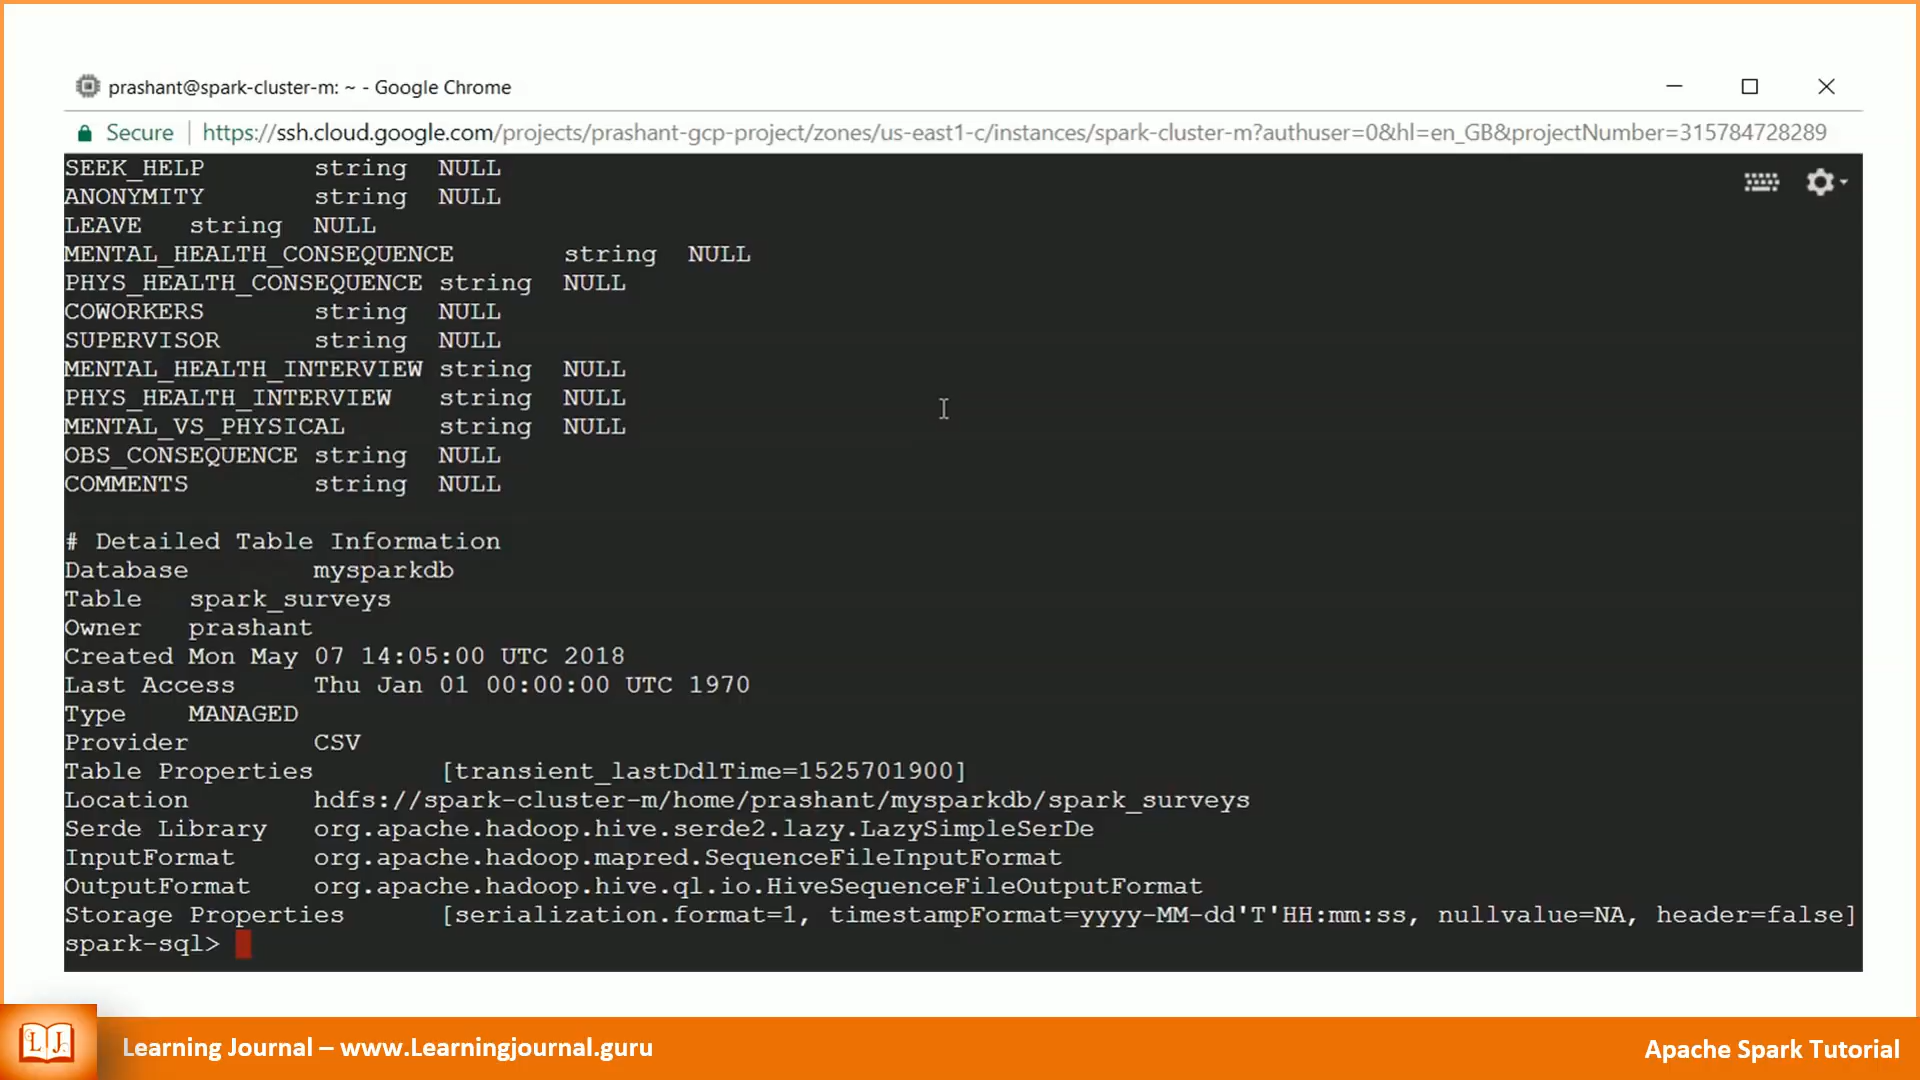 prashant@spark-cluster-m: ~ - Google Chrome
Secure https://ssh.cloud.google.com/projects/prashant-gcp-project/zones/us-east1-c/instances/spark-cluster-m?authuser=0&hl=en_GB&projectNumber=315784728289
SEEK_HELP string NULL
ANONYMITY string NULL
LEAVE string NULL
MENTAL_HEALTH_CONSEQUENCE string NULL
PHYS_HEALTH_CONSEQUENCE string NULL
COWORKERS string NULL
SUPERVISOR string NULL
MENTAL_HEALTH_INTERVIEW string NULL
PHYS_HEALTH_INTERVIEW string NULL
MENTAL_VS_PHYSICAL string NULL
OBS_CONSEQUENCE string NULL
COMMENTS string NULL
# Detailed Table Information
Database mysparkdb
Table spark_surveys
Owner prashant
Created Mon May 07 14:05:00 UTC 2018
Last Access Thu Jan 01 00:00:00 UTC 1970
Type MANAGED
Provider CSV
Table Properties [transient_lastDdlTime=1525701900]
Location hdfs://spark-cluster-m/home/prashant/mysparkdb/spark_surveys
Serde Library org.apache.hadoop.hive.serde2.lazy.LazySimpleSerDe
InputFormat org.apache.hadoop.mapred.SequenceFileInputFormat
OutputFormat org.apache.hadoop.hive.ql.io.HiveSequenceFileOutputFormat
Storage Properties [serialization.format=1, timestampFormat=yyyy-MM-dd'T'HH:mm:ss, nullvalue=NA, header=false]
spark-sql>
LJ
Learning Journal – www.Learningjournal.guru
Apache Spark Tutorial